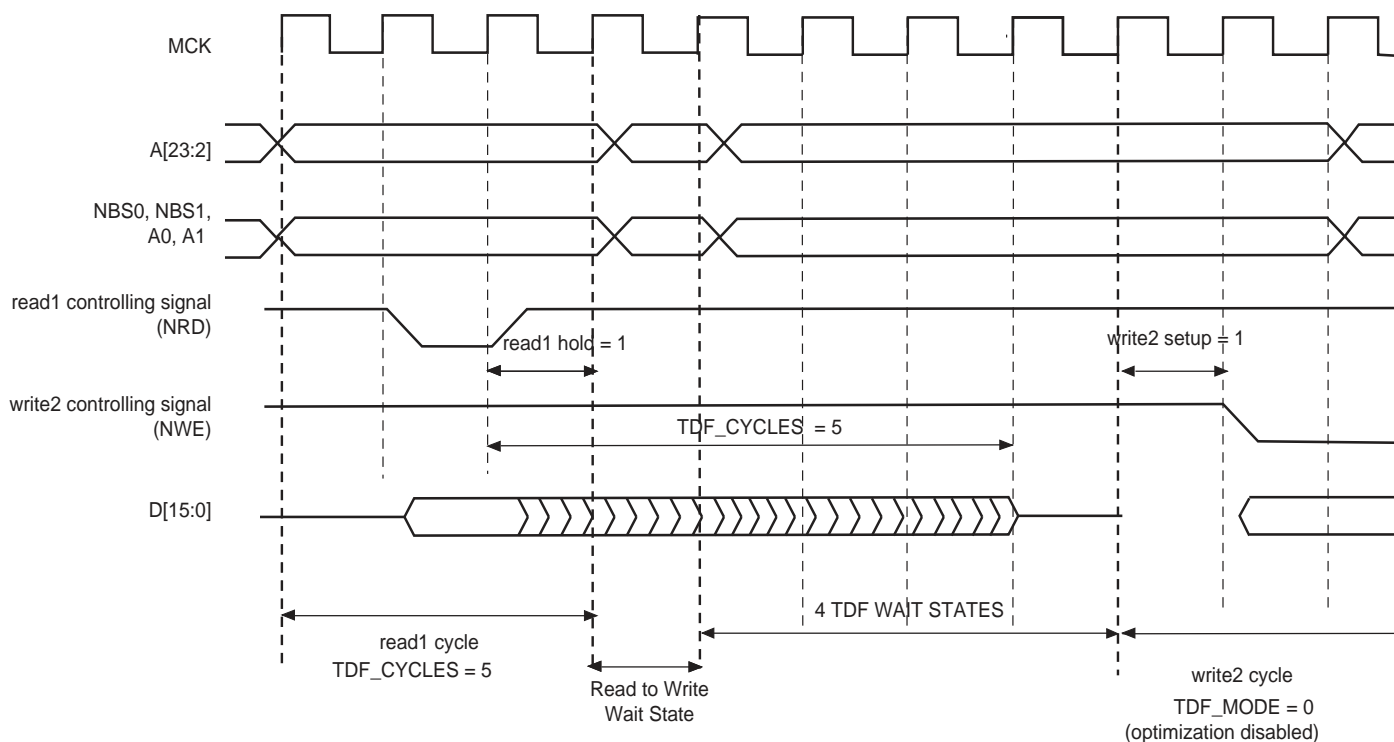 MCK
A[23:2]
NBS0, NBS1,
A0, A1
read1 controlling signal
(NRD)
read1 hold = 1
write2 setup = 1
write2 controlling signal
(NWE)
TDF_CYCLES = 5
D[15:0]
4 TDF WAIT STATES
read1 cycle
TDF_CYCLES = 5
Read to Write
Wait State
write2 cycle
TDF_MODE = 0
(optimization disabled)